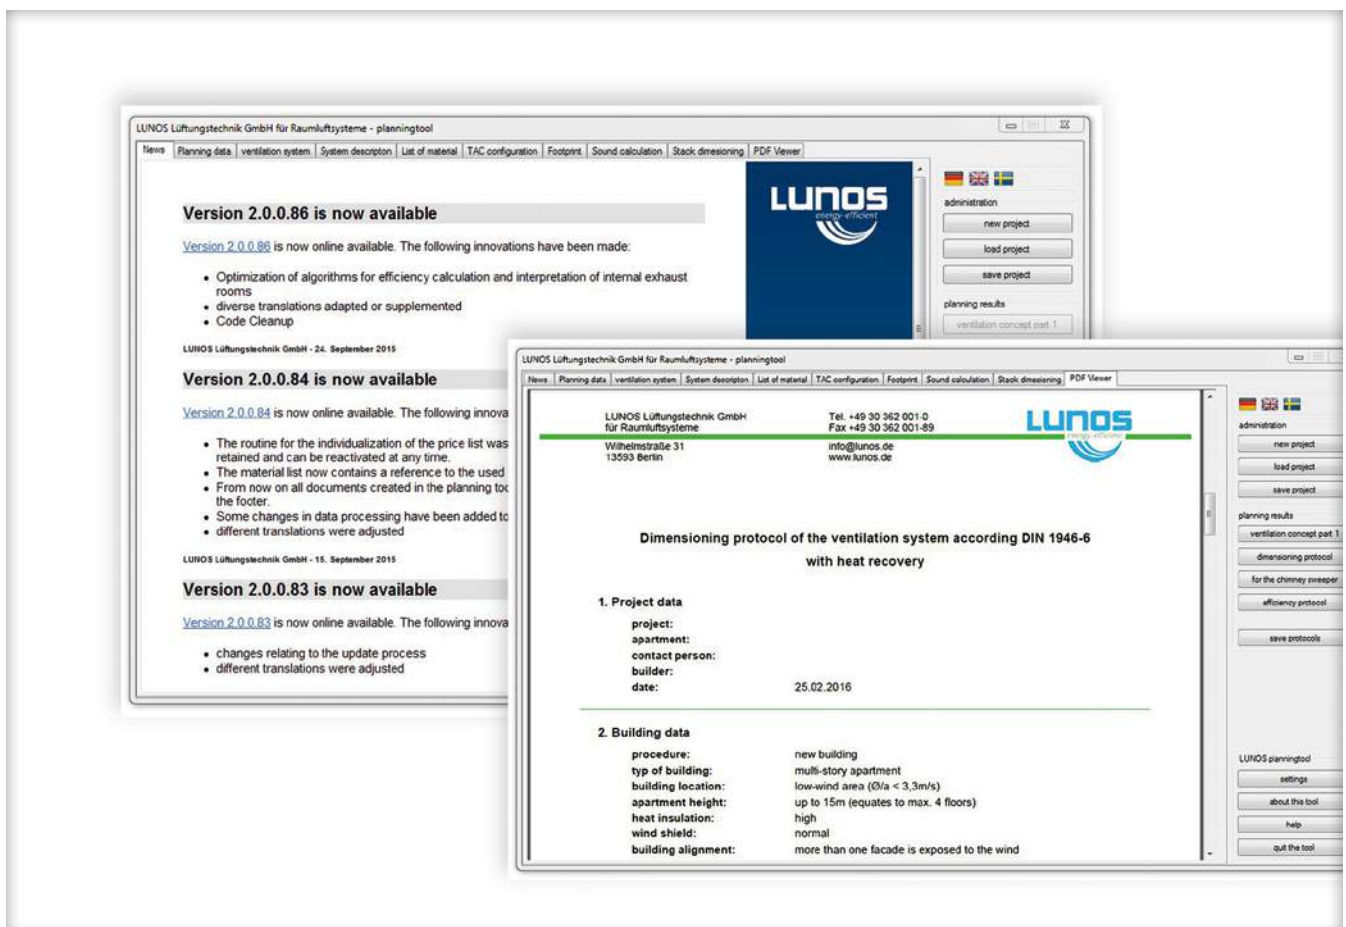 LUNOS Lüftungstechnik GmbH für Raumluftsysteme - planningtool
News Planning data ventilation system System descripton List of material TAC configuration Footprint Sound calculation Stack dimesioning PDF Viewer
Version 2.0.0.86 is now available
Version 2.0.0.86 is now online available. The following innovations have been made:
• Optimization of algorithms for efficiency calculation and interpretation of internal exhaust
rooms
• diverse translations adapted or supplemented
• Code Cleanup
LUNOS Lüftungstechnik GmbH - 24. September 2015
Version 2.0.0.84 is now available
Version 2.0.0.84 is now online available. The following innova
• The routine for the individualization of the price list was
retained and can be reactivated at any time.
• The material list now contains a reference to the used
• From now on all documents created in the planning too
the footer.
• Some changes in data processing have been added to
• different translations were adjusted
LUNOS Lüftungstechnik GmbH - 15. September 2015
Version 2.0.0.83 is now available
Version 2.0.0.83 is now online available. The following innova
• changes relating to the update process
• different translations were adjusted
LUNOS
energy-efficient
administration
new project
load project
save project
planning results
ventilation concept part 1
LUNOS Lüftungstechnik GmbH für Raumluftsysteme - planningtool
News Planning data ventilation system System descripton List of material TAC configuration Footprint Sound calculation Stack dimesioning PDF Viewer
LUNOS Lüftungstechnik GmbH
für Raumluftsysteme
Wilhelmstraße 31
13593 Berlin
Tel. +49 30 362 001-0
Fax +49 30 362 001-89
info@lunos.de
www.lunos.de
LUNOS
energy-efficient
Dimensioning protocol of the ventilation system according DIN 1946-6
with heat recovery
1. Project data
project:
apartment:
contact person:
builder:
date: 25.02.2016
2. Building data
procedure: new building
typ of building: multi-story apartment
building location: low-wind area (Ø/a < 3,3m/s)
apartment height: up to 15m (equates to max. 4 floors)
heat insulation: high
wind shield: normal
building alignment: more than one facade is exposed to the wind
administration
new project
load project
save project
planning results
ventilation concept part 1
dimensioning protocol
for the chimney sweeper
efficiency protocol
save protocols
LUNOS planningtool
settings
about this tool
help
quit the tool